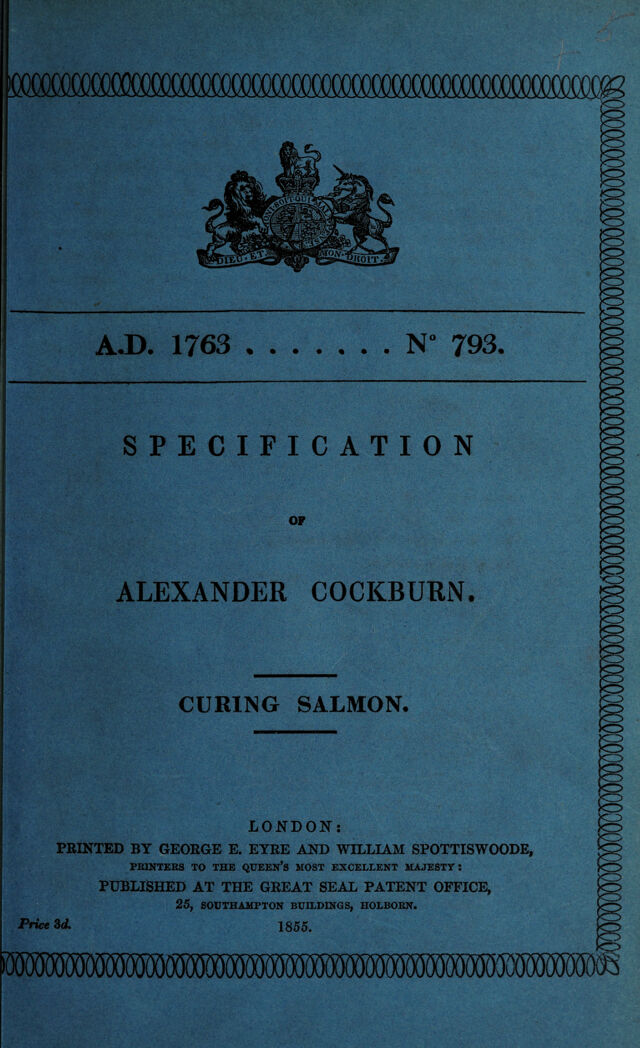 DIEU·ET MON·DROIT.
A.D. 1763 . . . . . . . N° 793.
SPECIFICATION
OF
ALEXANDER COCKBURN.
CURING SALMON.
LONDON:
PRINTED BY GEORGE E. EYRE AND WILLIAM SPOTTISWOODE,
PRINTERS TO THE QUEEN'S MOST EXCELLENT MAJESTY:
PUBLISHED AT THE GREAT SEAL PATENT OFFICE,
25, SOUTHAMPTON BUILDINGS, HOLBORN.
Price 3d.
1855.